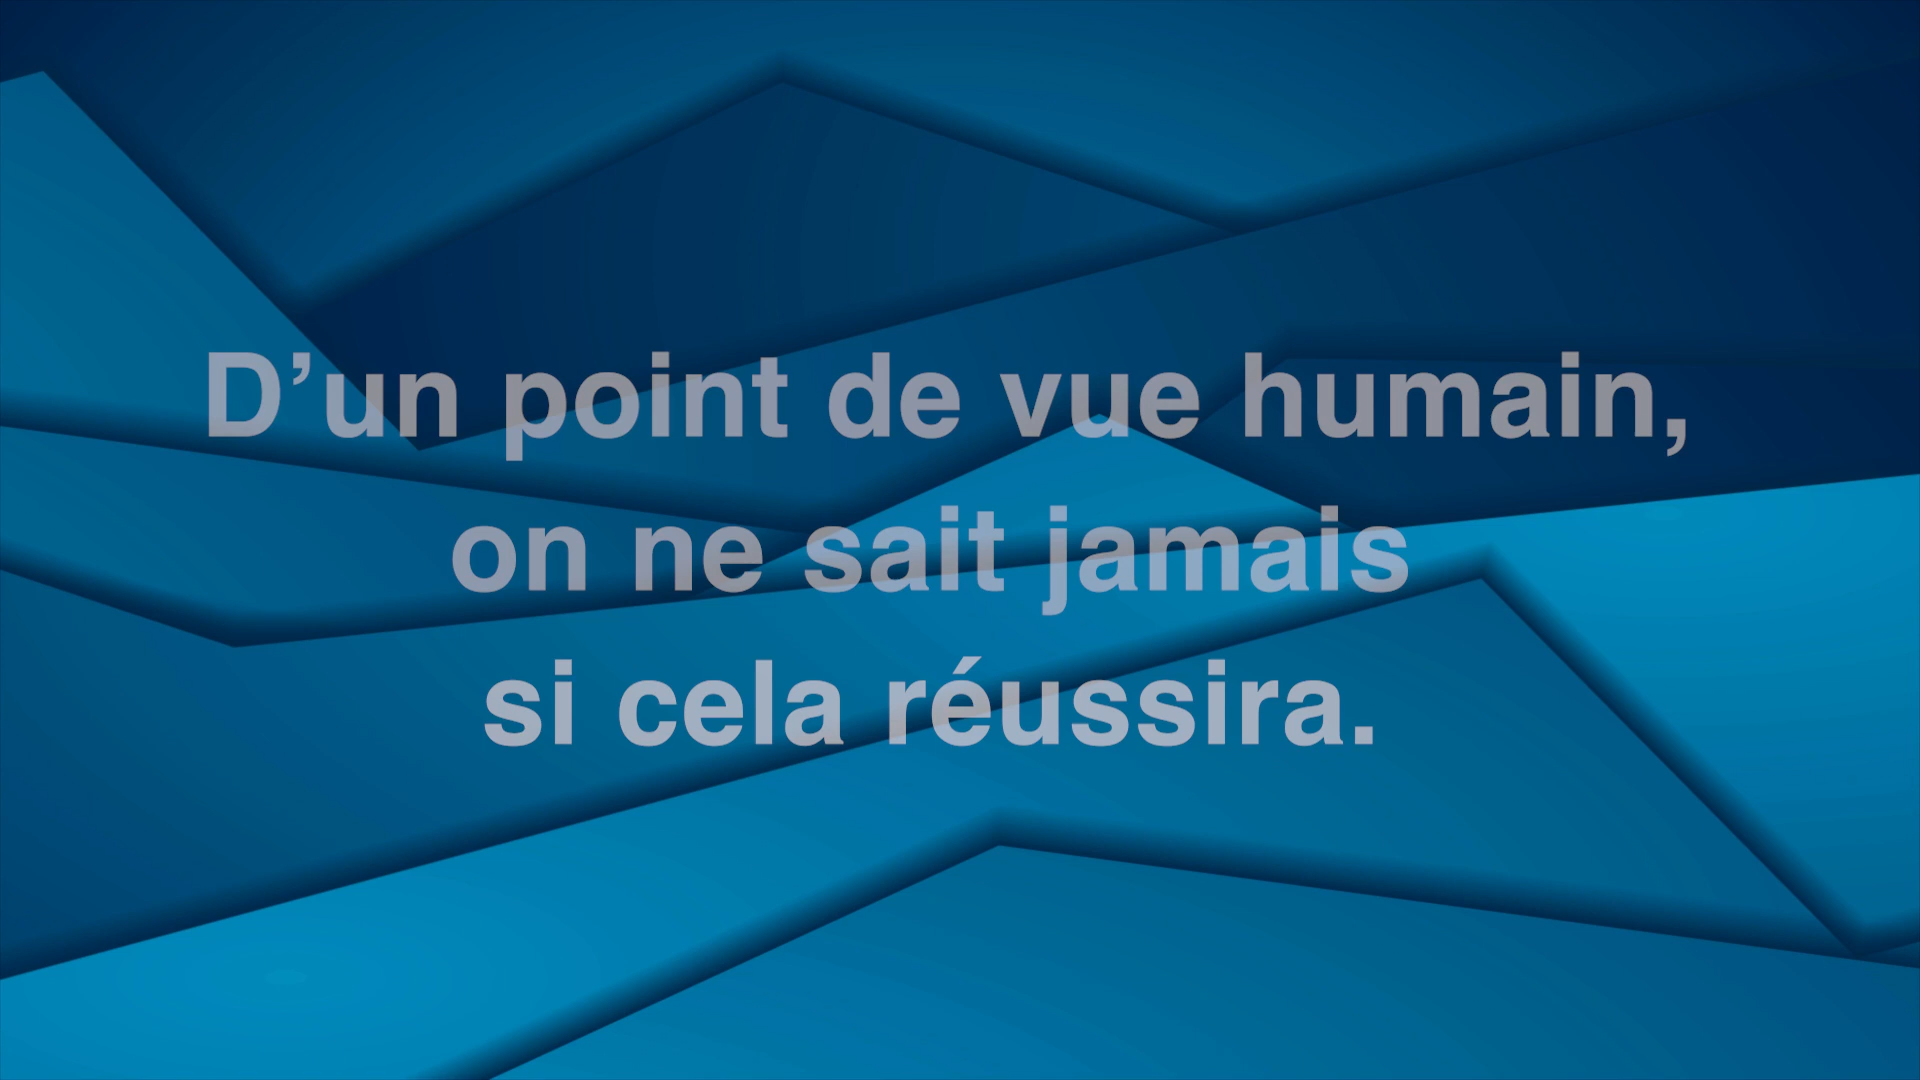 D’un point de vue humain,
on ne sait jamais
si cela réussira.